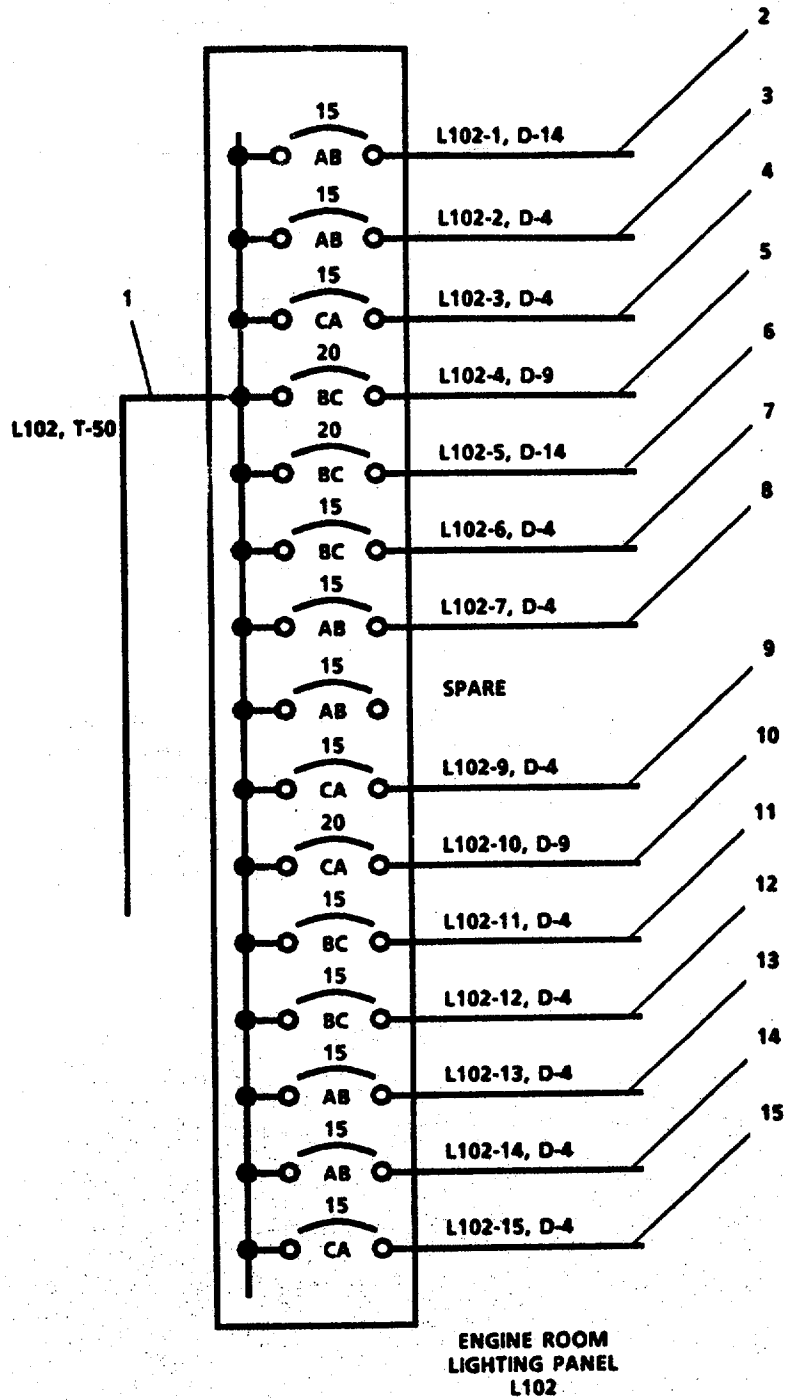 2
15
L102-1, D-14
AB
3
15
L102-2, D-4
AB
4
15
L102-3, D-4
CA
5
1
20
L102-4, D-9
BC
L102, T-50
6
20
L102-5, D-14
BC
7
15
L102-6, D-4
BC
8
15
L102-7, D-4
AB
15
SPARE
AB
9
15
L102-9, D-4
CA
10
20
L102-10, D-9
CA
11
15
L102-11, D-4
BC
12
15
L102-12, D-4
BC
13
15
L102-13, D-4
AB
14
15
L102-14, D-4
AB
15
15
L102-15, D-4
CA
ENGINE ROOM
LIGHTING PANEL
L102